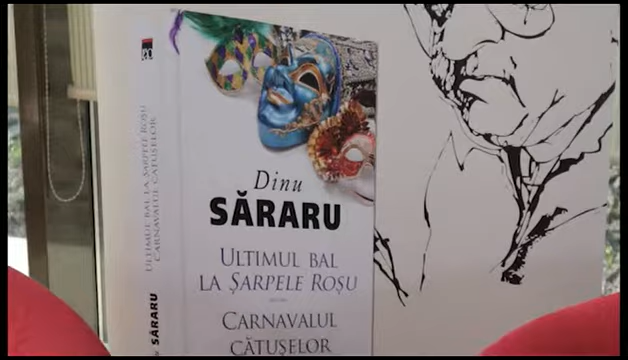 Dinu
SĂRARU
ULTIMUL BAL
LA ȘARPELE ROȘU
CARNAVALUL
CĂTUȘELOR
ULTIMUL BAL LA ȘARPELE ROȘU
CARNAVALUL CĂTUȘELOR
SĂRARU